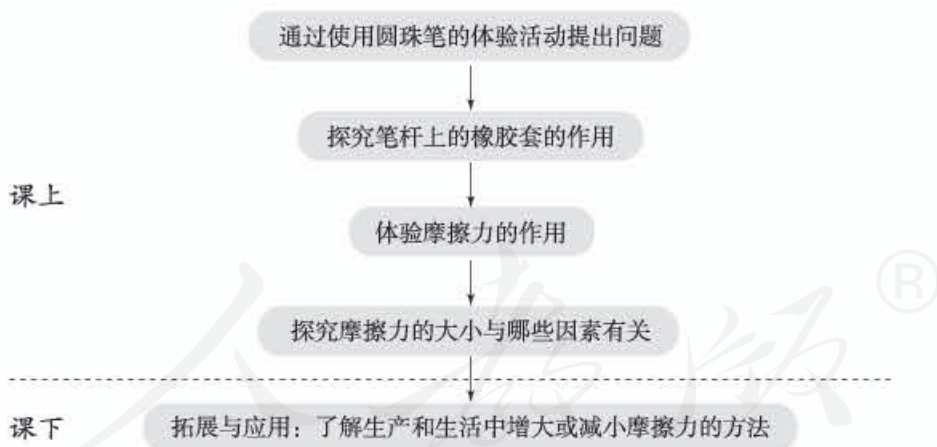 通过使用圆珠笔的体验活动提出问题
探究笔杆上的橡胶套的作用
课上
体验摩擦力的作用
探究摩擦力的大小与哪些因素有关
课下
拓展与应用：了解生产和生活中增大或减小摩擦力的方法
人教版®